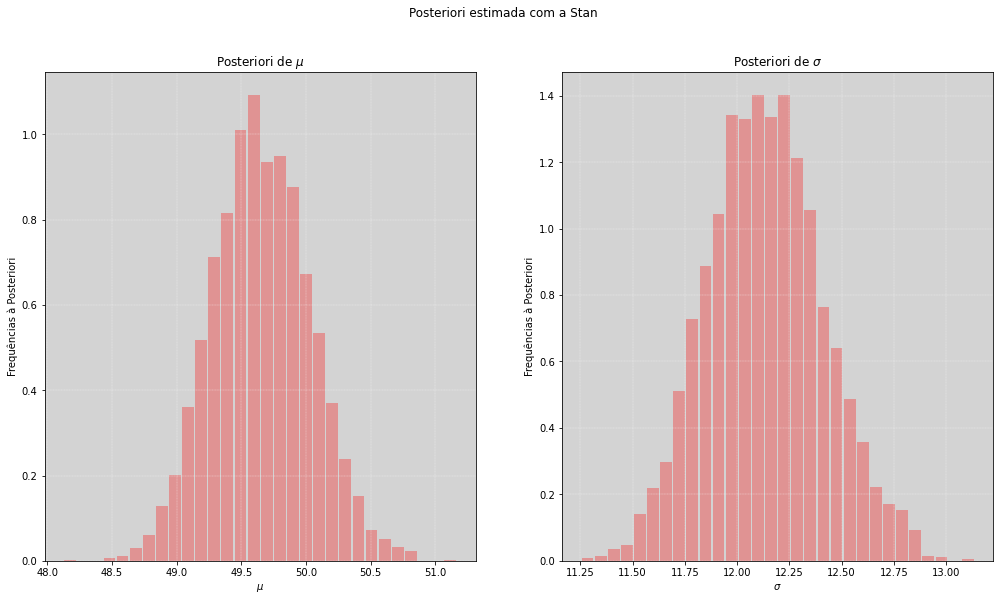 Posteriori estimada com a Stan
Posteriori de μ
Frequências à Posteriori
1.0
0.8
0.6
0.4
0.2
0.0
48.0 48.5 49.0 49.5 50.0 50.5 51.0
μ
Posteriori de σ
Frequências à Posteriori
1.4
1.2
1.0
0.8
0.6
0.4
0.2
0.0
11.25 11.50 11.75 12.00 12.25 12.50 12.75 13.00
σ